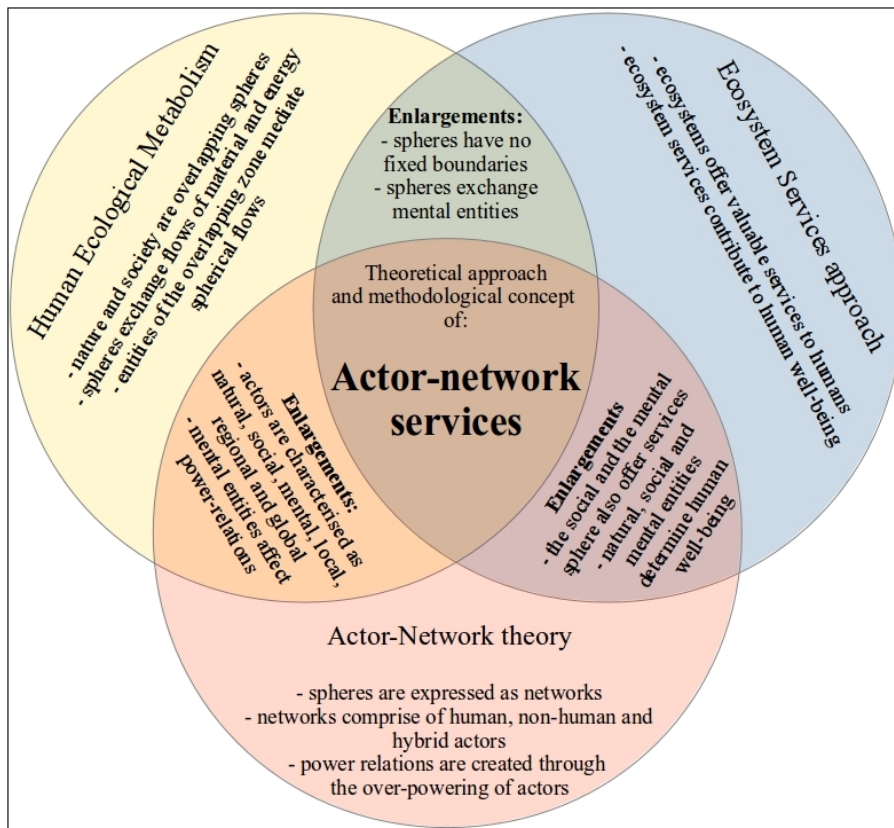 Human Ecological Metabolism
- nature and society are overlapping spheres
- spheres exchange flows of material and energy
- entities of the overlapping zone mediate
spherical flows
Enlargements:
- spheres have no
fixed boundaries
- spheres exchange
mental entities
Ecosystem Services approach
- ecosystems offer valuable services to humans
- ecosystem services contribute to human well-being
Theoretical approach
and methodological concept
of:
Actor-network
services
Enlargements:
- actors are characterised as
natural, social, mental, local,
regional and global
- mental entities affect
power-relations
Enlargements
- the social and the mental
sphere also offer services
- natural, social and
mental entities
determine human
well-being
Actor-Network theory
- spheres are expressed as networks
- networks comprise of human, non-human and
hybrid actors
- power relations are created through
the over-powering of actors